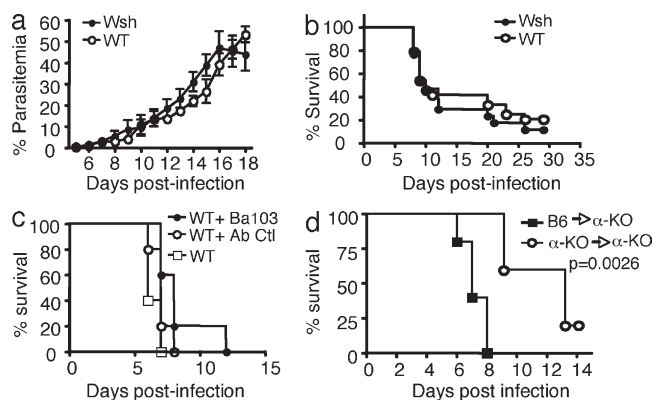 a
Wsh
WT
% Parasitemia
60
50
40
30
20
10
0
6 8 10 12 14 16 18
Days post-infection
b
Wsh
WT
% Survival
100
80
60
40
20
0
0 5 10 15 20 25 30 35
Days post-infection
c
WT+ Ba103
WT+ Ab Ctl
WT
% survival
100
80
60
40
20
0
0 5 10 15
Days post-infection
d
B6 → α-KO
α-KO → α-KO
p=0.0026
% survival
100
75
50
25
0
0 2 4 6 8 10 12 14
Days post infection